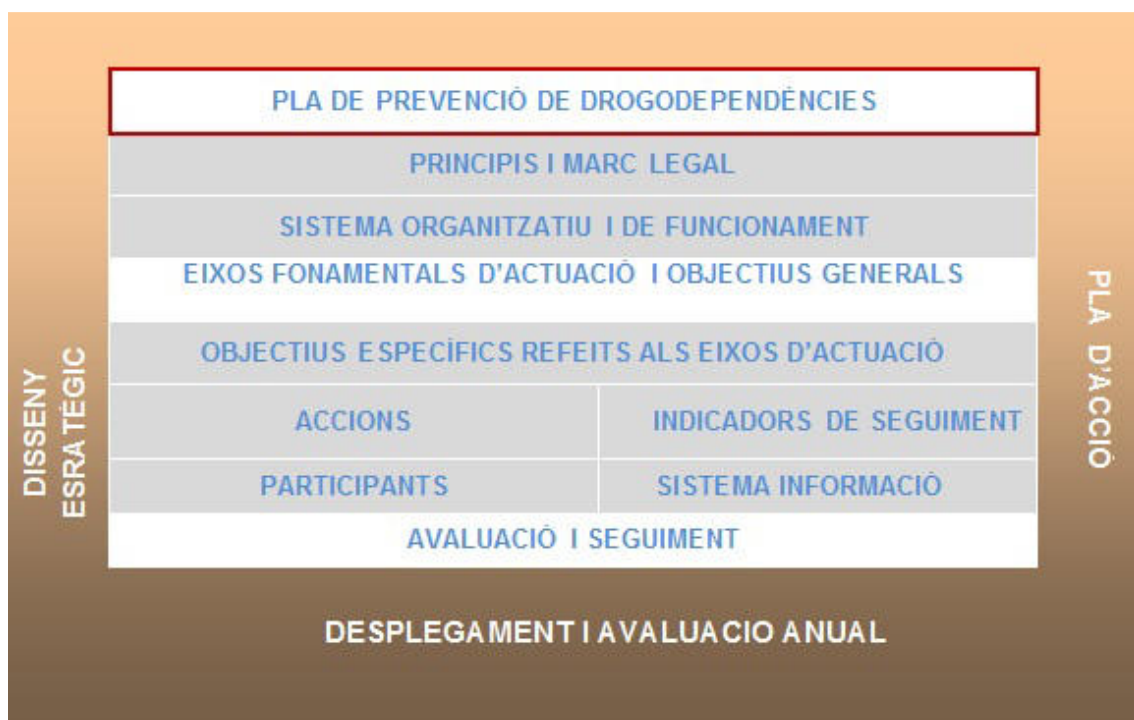 PLA DE PREVENCIÓ DE DROGODEPENDÈNCIES
PRINCIPIS I MARC LEGAL
SISTEMA ORGANITZATIU I DE FUNCIONAMENT
EIXOS FONAMENTALS D'ACTUACIÓ I OBJECTIUS GENERALS
OBJECTIUS ESPECÍFICS REFEITS ALS EIXOS D'ACTUACIÓ
ACCIONS
INDICADORS DE SEGUIMENT
PARTICIPANTS
SISTEMA INFORMACIÓ
AVALUACIÓ I SEGUIMENT
DISSENY
ESRATÈGIC
PLA D'ACCIÓ
DESPLEGAMENT I AVALUACIO ANUAL